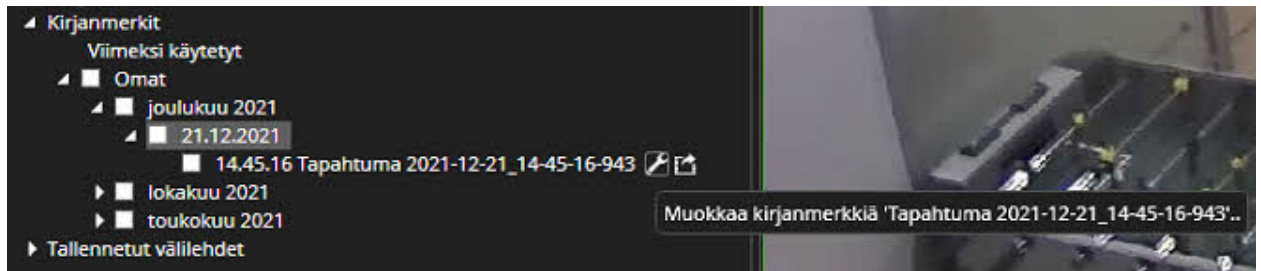 Kirjanmerkit
Viimeksi käytetyt
Omat
joulukuu 2021
21.12.2021
14.45.16 Tapahtuma 2021-12-21_14-45-16-943
lokakuu 2021
Muokkaa kirjanmerkkiä 'Tapahtuma 2021-12-21_14-45-16-943'..
toukokuu 2021
Tallennetut välilehdet